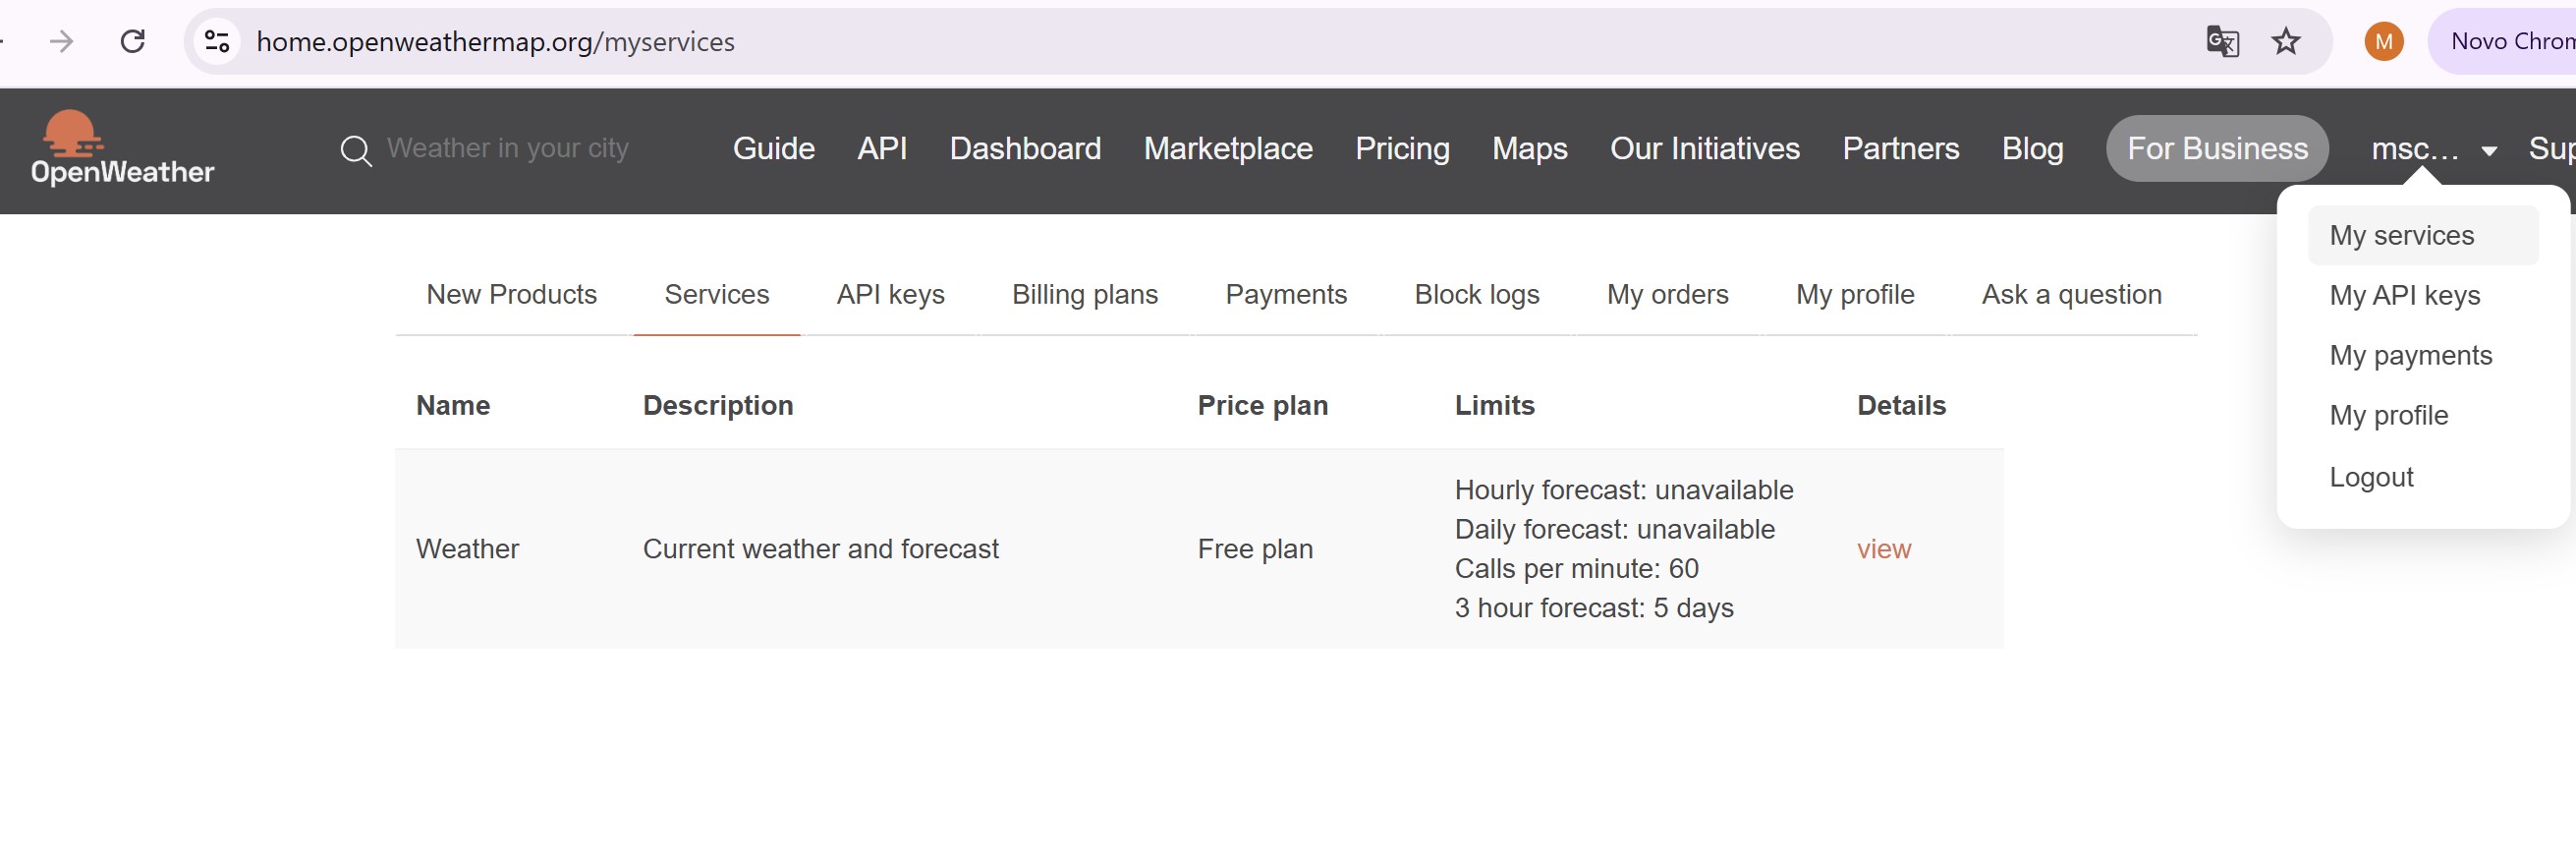 home.openweathermap.org/myservices
M
Novo Chrom
OpenWeather
Weather in your city
Guide
API
Dashboard
Marketplace
Pricing
Maps
Our Initiatives
Partners
Blog
For Business
msc...
Sup
My services
My API keys
My payments
My profile
Logout
New Products
Services
API keys
Billing plans
Payments
Block logs
My orders
My profile
Ask a question
Name
Description
Price plan
Limits
Details
Weather
Current weather and forecast
Free plan
Hourly forecast: unavailable
Daily forecast: unavailable
Calls per minute: 60
3 hour forecast: 5 days
view